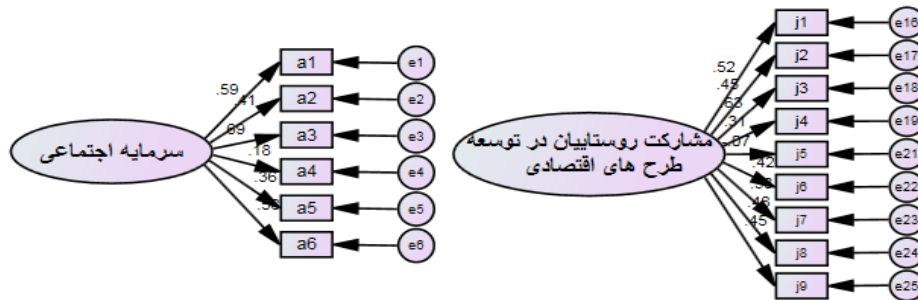 سرمایه اجتماعی
.59
.41
.18
.36
a1
a2
a3
a4
a5
a6
e1
e2
e3
e4
e5
e6
مشارکت روستاییان در توسعه
طرح های اقتصادی
.52
.45
.63
.31
.07
.42
.48
.45
j1
j2
j3
j4
j5
j6
j7
j8
j9
e16
e17
e18
e19
e21
e22
e23
e24
e25